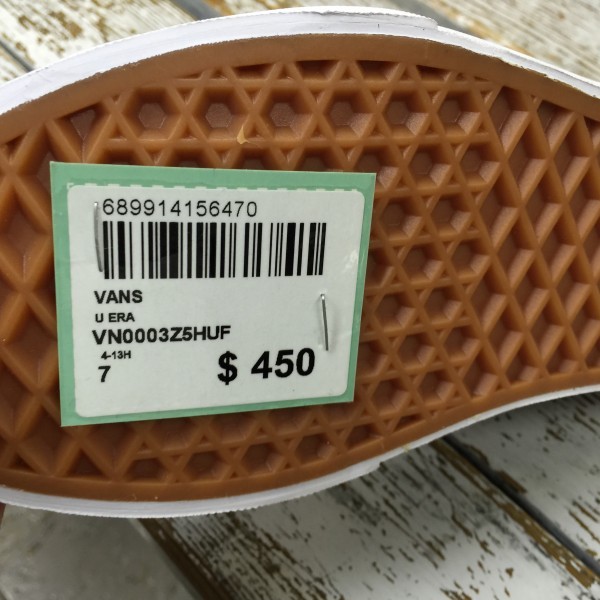 689914156470
VANS
U ERA
VN0003Z5HUF
4-13H
7 $ 450